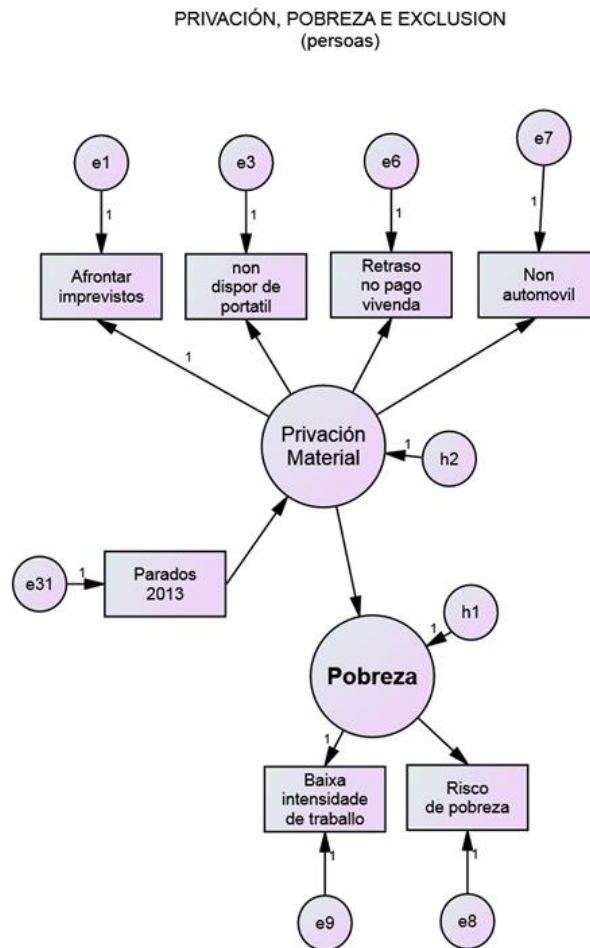 PRIVACIÓN, POBREZA E EXCLUSION
(persoas)
e1
e3
e6
e7
1
1
1
1
Afrontar
imprevistos
non
dispor de
portatil
Retraso
no pago
vivenda
Non
automovil
1
Privación
Material
1
h2
e31
1
Parados
2013
h1
1
Pobreza
1
Baixa
intensidade
de traballo
Risco
de pobreza
1
1
e9
e8